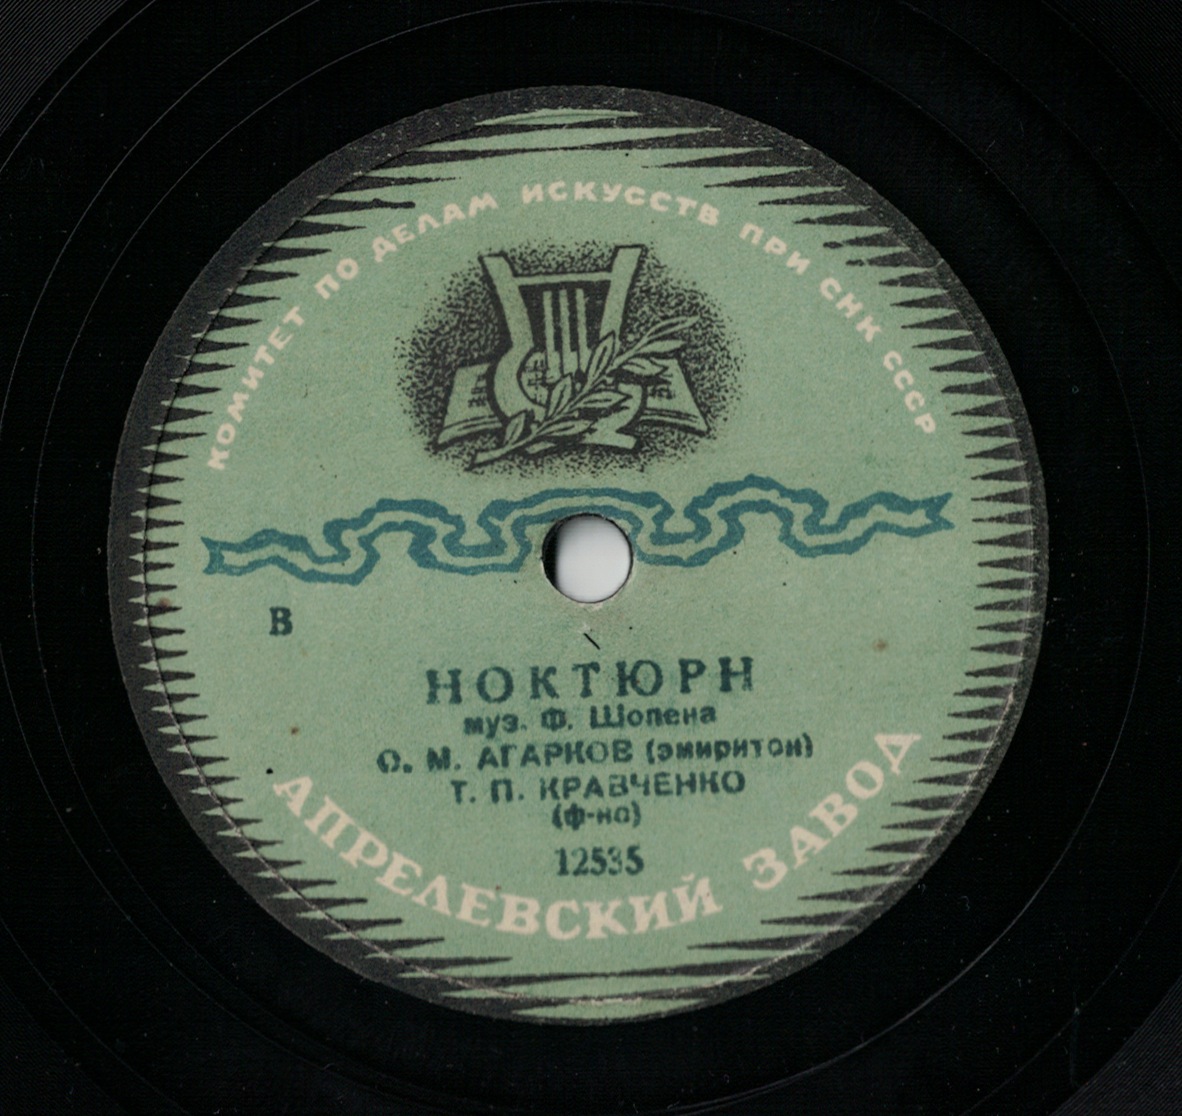 КОМИТЕТ ПО ДЕЛАМ ИСКУССТВ ПРИ СНК СССР
В
НОКТЮРН
муз. Ф. Шопена
О. М. АГАРКОВ (эмиритон)
Т. П. КРАВЧЕНКО
(ф-но)
12535
АПРЕЛЕВСКИЙ ЗАВОД